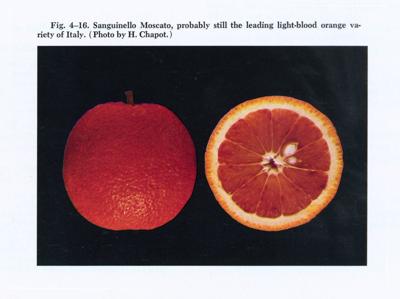 Fig. 4–16. Sanguinello Moscato, probably still the leading light-blood orange va-
riety of Italy. (Photo by H. Chapot.)